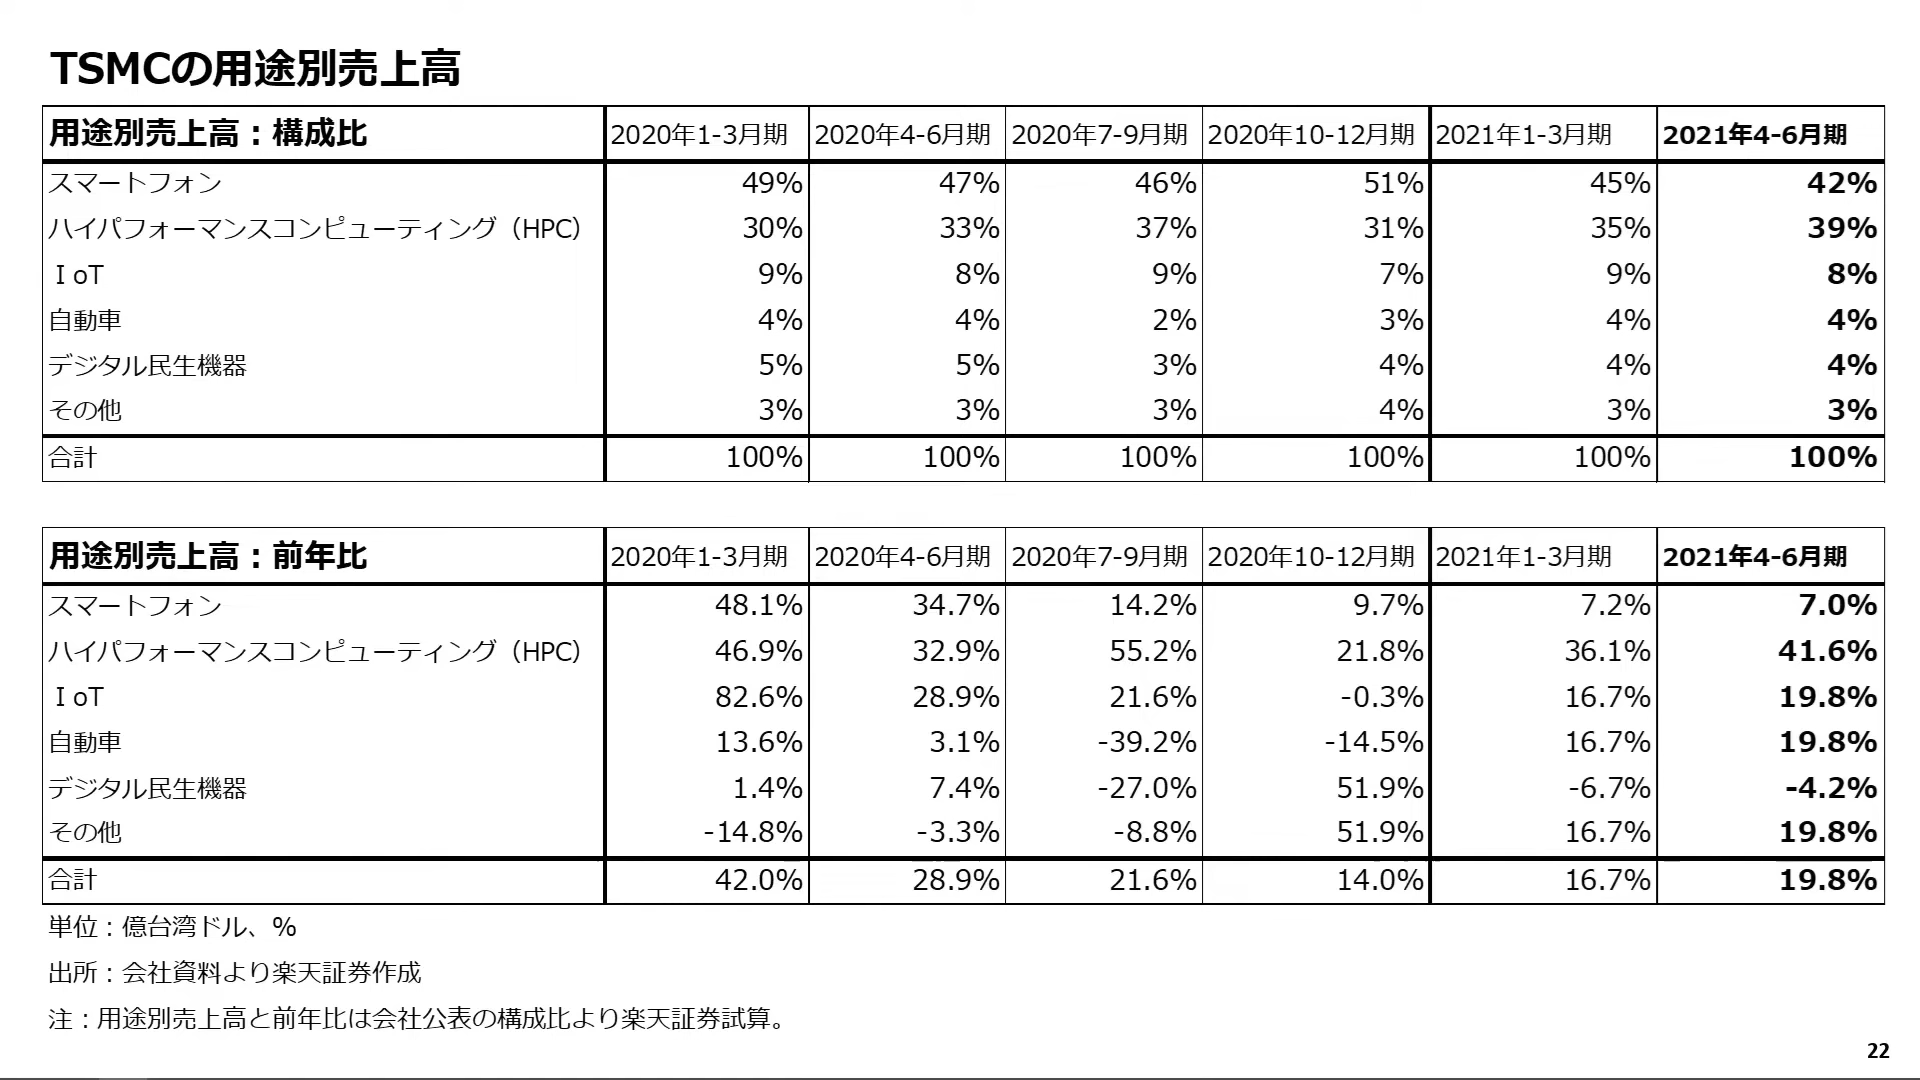 TSMCの用途別売上高
用途別売上高：構成比 2020年1-3月期 2020年4-6月期 2020年7-9月期 2020年10-12月期 2021年1-3月期 2021年4-6月期
スマートフォン 49% 47% 46% 51% 45% 42%
ハイパフォーマンスコンピューティング（HPC） 30% 33% 37% 31% 35% 39%
ＩoT 9% 8% 9% 7% 9% 8%
自動車 4% 4% 2% 3% 4% 4%
デジタル民生機器 5% 5% 3% 4% 4% 4%
その他 3% 3% 3% 4% 3% 3%
合計 100% 100% 100% 100% 100% 100%
用途別売上高：前年比 2020年1-3月期 2020年4-6月期 2020年7-9月期 2020年10-12月期 2021年1-3月期 2021年4-6月期
スマートフォン 48.1% 34.7% 14.2% 9.7% 7.2% 7.0%
ハイパフォーマンスコンピューティング（HPC） 46.9% 32.9% 55.2% 21.8% 36.1% 41.6%
ＩoT 82.6% 28.9% 21.6% -0.3% 16.7% 19.8%
自動車 13.6% 3.1% -39.2% -14.5% 16.7% 19.8%
デジタル民生機器 1.4% 7.4% -27.0% 51.9% -6.7% -4.2%
その他 -14.8% -3.3% -8.8% 51.9% 16.7% 19.8%
合計 42.0% 28.9% 21.6% 14.0% 16.7% 19.8%
単位：億台湾ドル、%
出所：会社資料より楽天証券作成
注：用途別売上高と前年比は会社公表の構成比より楽天証券試算。
22